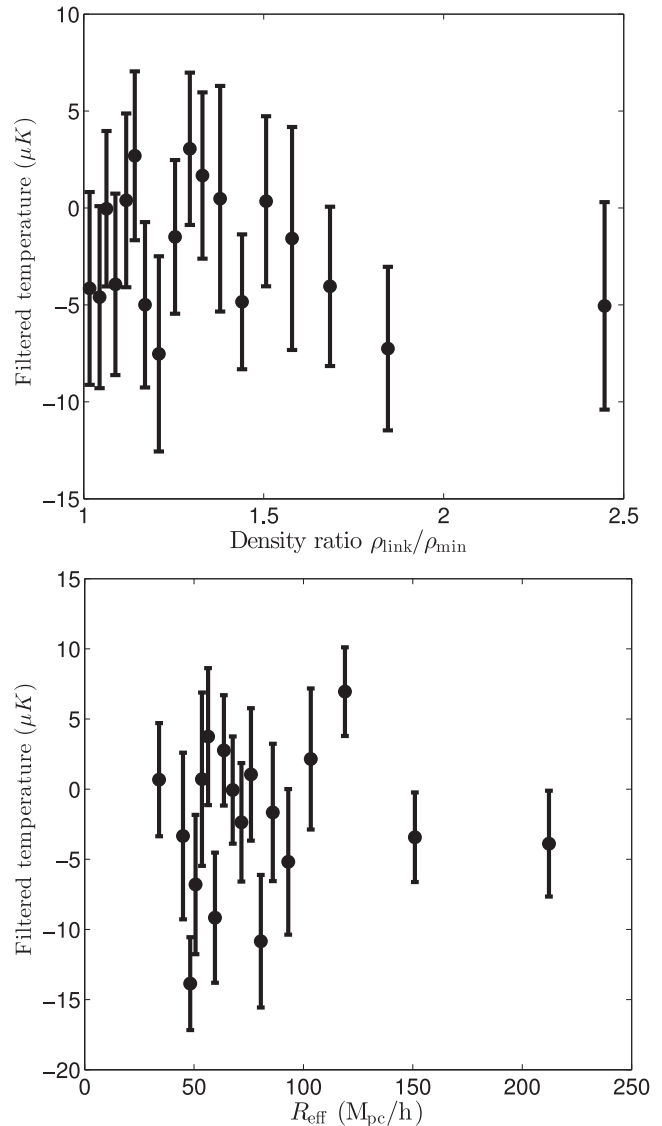 10
5
0
−5
−10
−15
Filtered temperature (μK)
1 1.5 2 2.5
Density ratio ρlink/ρmin
15
10
5
0
−5
−10
−15
−20
Filtered temperature (μK)
0 50 100 150 200 250
Reff (Mpc/h)